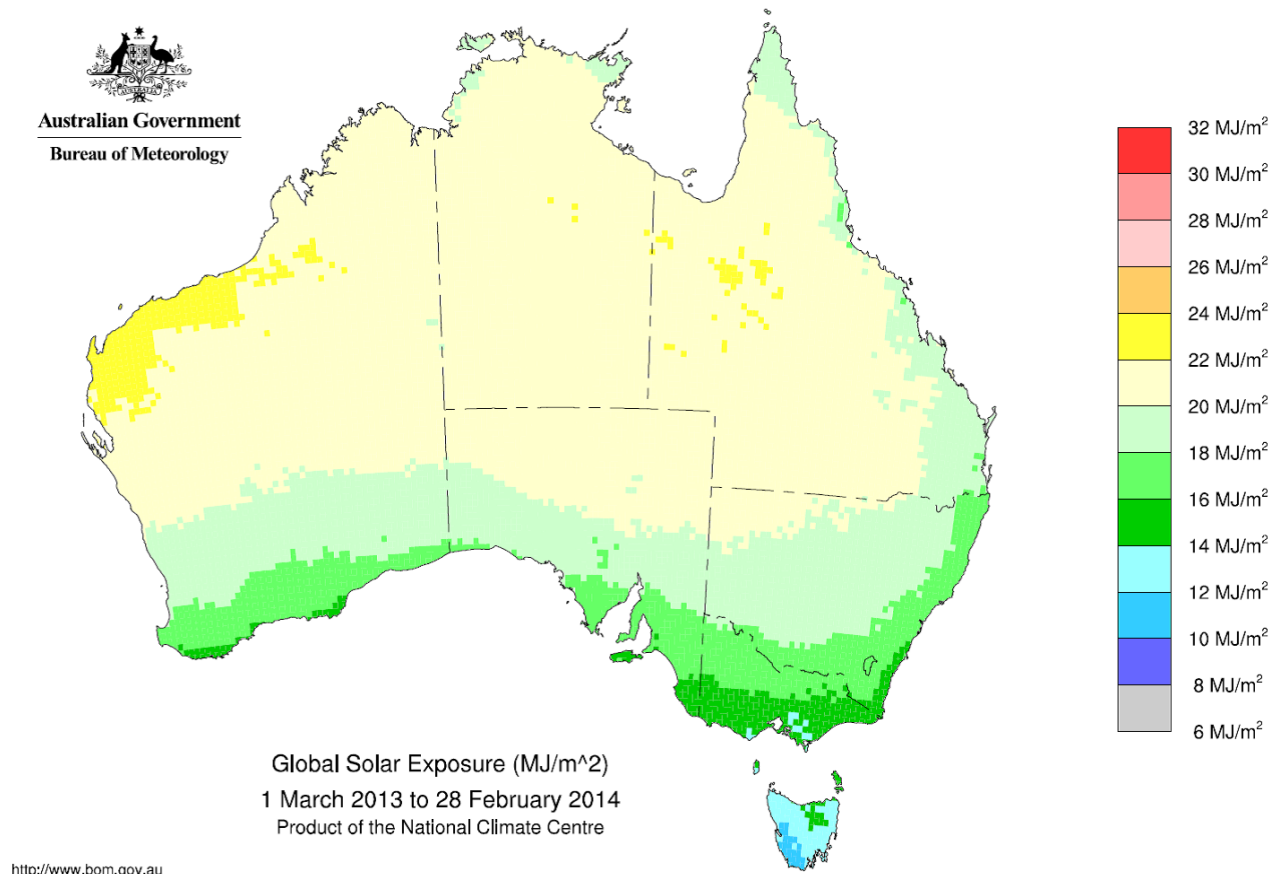 AUSTRALIA
Australian Government
Bureau of Meteorology
32 MJ/m²
30 MJ/m²
28 MJ/m²
26 MJ/m²
24 MJ/m²
22 MJ/m²
20 MJ/m²
18 MJ/m²
16 MJ/m²
14 MJ/m²
12 MJ/m²
10 MJ/m²
8 MJ/m²
6 MJ/m²
Global Solar Exposure (MJ/m^2)
1 March 2013 to 28 February 2014
Product of the National Climate Centre
http://www.bom.gov.au